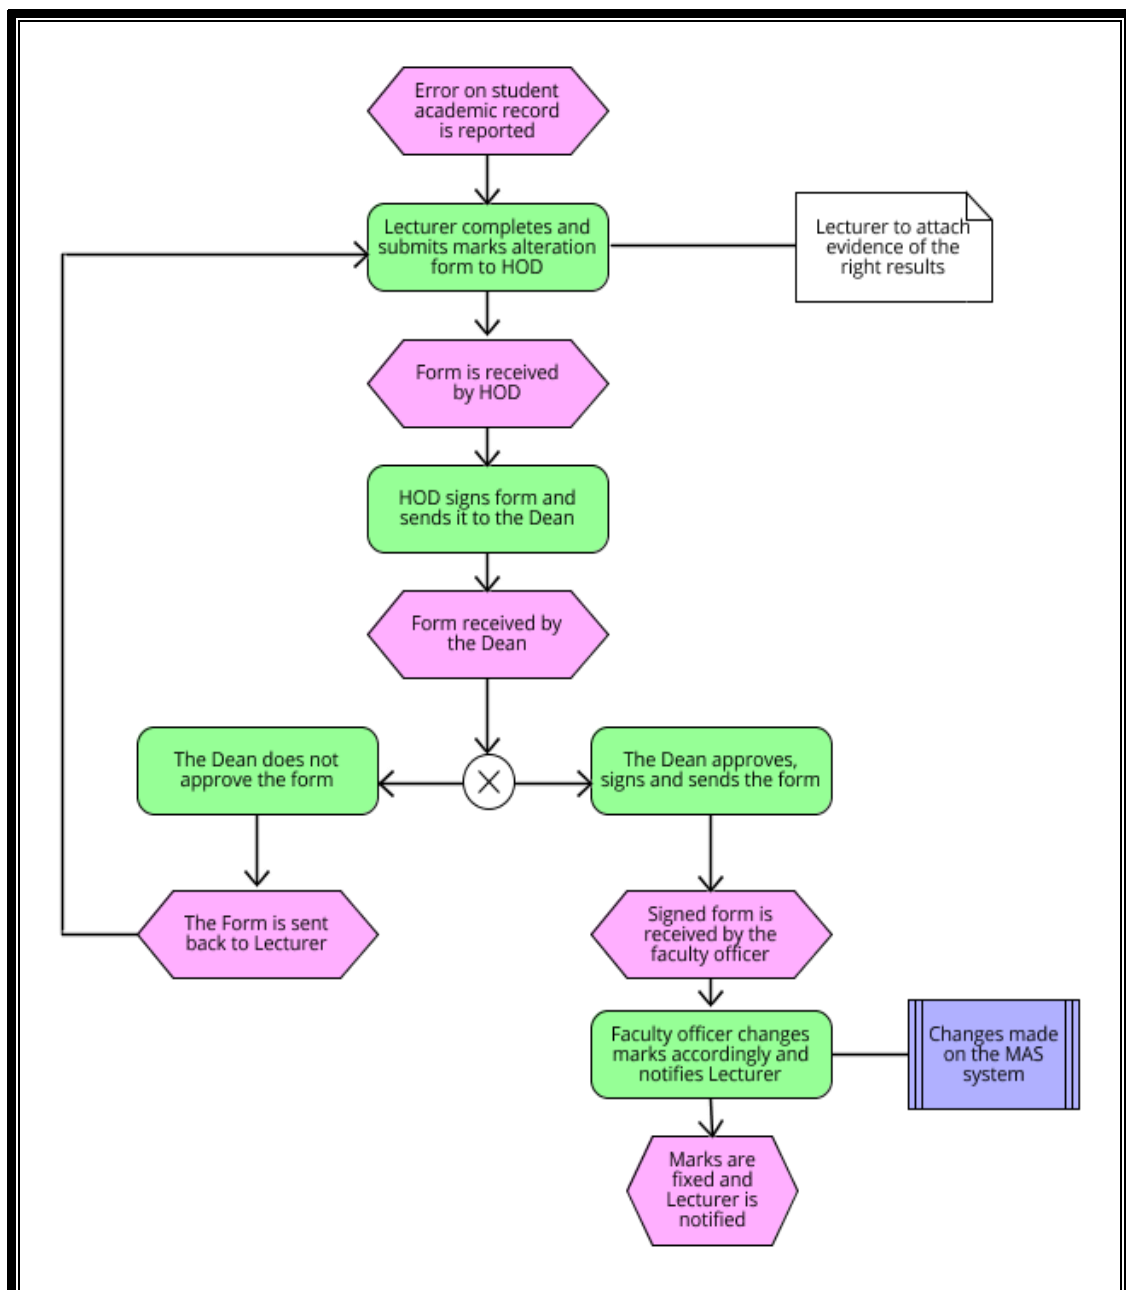 Error on student
academic record
is reported
Lecturer completes and
submits marks alteration
form to HOD
Lecturer to attach
evidence of the
right results
Form is received
by HOD
HOD signs form and
sends it to the Dean
Form received by
the Dean
The Dean does not
approve the form
The Dean approves,
signs and sends the form
The Form is sent
back to Lecturer
Signed form is
received by the
faculty officer
Faculty officer changes
marks accordingly and
notifies Lecturer
Changes made
on the MAS
system
Marks are
fixed and
Lecturer is
notified